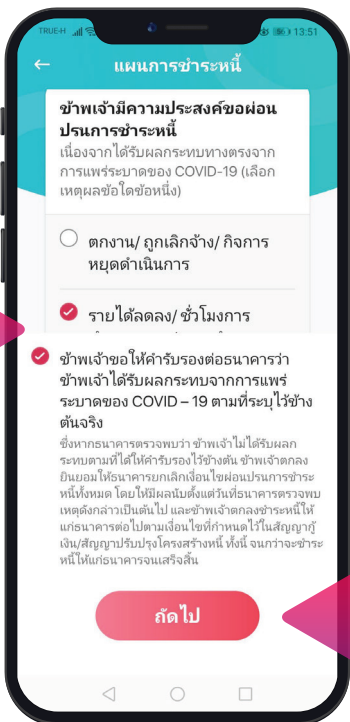 TRUE-H 13:51
แผนการชำระหนี้
ข้าพเจ้ามีความประสงค์ขอผ่อน
ปรนการชำระหนี้
เนื่องจากได้รับผลกระทบทางตรงจาก
การแพร่ระบาดของ COVID-19 (เลือก
เหตุผลข้อใดข้อหนึ่ง)
ตกงาน/ ถูกเลิกจ้าง/ กิจการ
หยุดดำเนินการ
รายได้ลดลง/ ชั่วโมงการ
ข้าพเจ้าขอให้คำรับรองต่อธนาคารว่า
ข้าพเจ้าได้รับผลกระทบจากการแพร่
ระบาดของ COVID – 19 ตามที่ระบุไว้ข้าง
ต้นจริง
ซึ่งหากธนาคารตรวจพบว่า ข้าพเจ้าไม่ได้รับผลก
ระทบตามที่ได้ให้คำรับรองไว้ข้างต้น ข้าพเจ้าตกลง
ยินยอมให้ธนาคารยกเลิกเงื่อนไขผ่อนปรนการชำระ
หนี้ทั้งหมด โดยให้มีผลนับตั้งแต่วันที่ธนาคารตรวจพบ
เหตุดังกล่าวเป็นต้นไป และข้าพเจ้าตกลงชำระหนี้ให้
แก่ธนาคารต่อไปตามเงื่อนไขที่กำหนดไว้ในสัญญากู้
เงิน/สัญญาปรับปรุงโครงสร้างหนี้ ทั้งนี้ จนกว่าจะชำระ
หนี้ให้แก่ธนาคารจนเสร็จสิ้น
ถัดไป